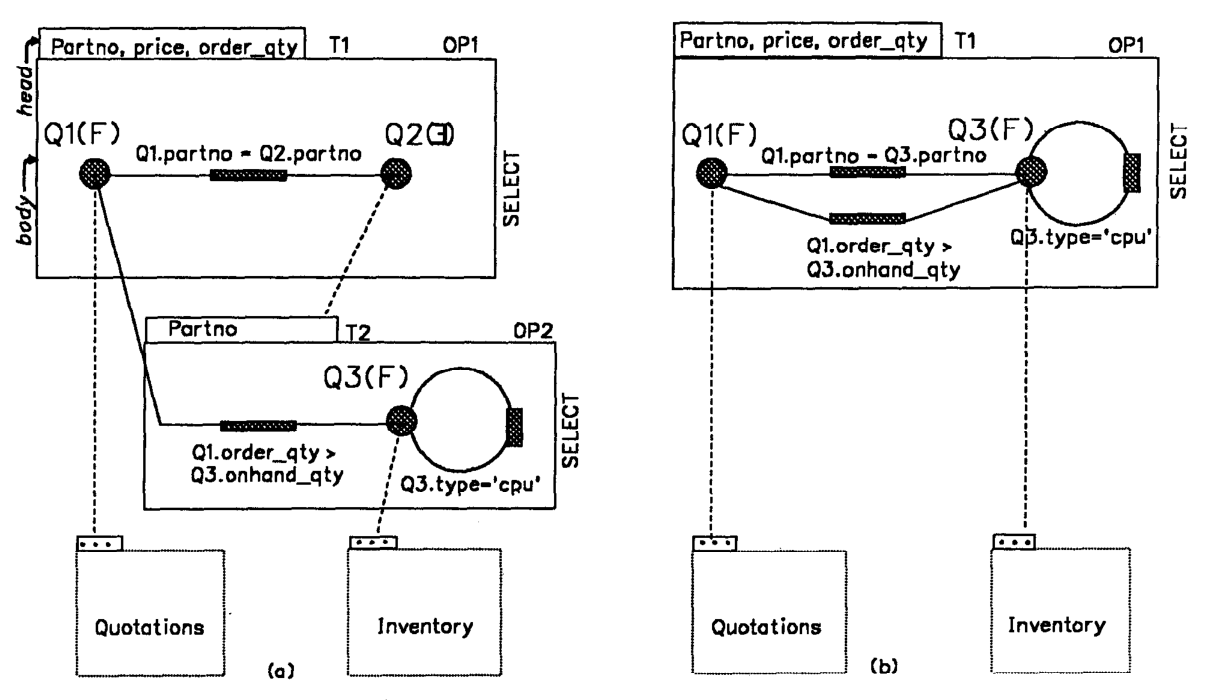 Partno, price, order_qty
T1
OP1
head
body
Q1(F)
Q2(∃)
Q1.partno = Q2.partno
SELECT
Partno
T2
OP2
Q3(F)
SELECT
Q1.order_qty >
Q3.onhand_qty
Q3.type='cpu'
Quotations
Inventory
(a)
Partno, price, order_qty
T1
OP1
Q1(F)
Q3(F)
Q1.partno = Q3.partno
SELECT
Q1.order_qty >
Q3.onhand_qty
Q3.type='cpu'
Quotations
Inventory
(b)